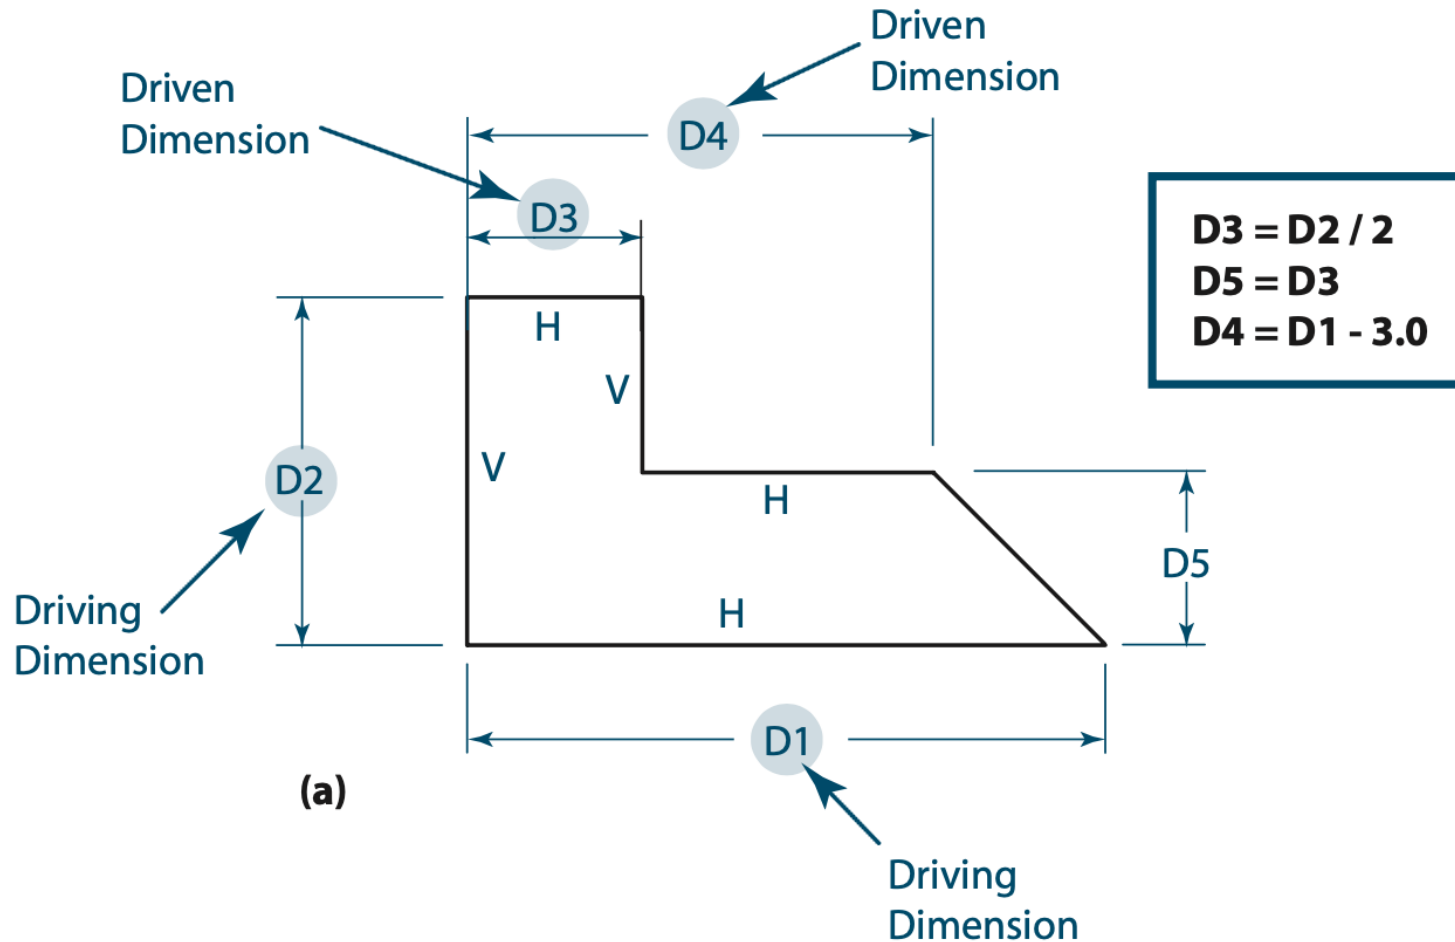 Driven
Dimension
Driven
Dimension
D4
D3
D3 = D2 / 2
D5 = D3
D4 = D1 - 3.0
H
V
V
D2
H
D5
Driving
Dimension
H
D1
(a)
Driving
Dimension